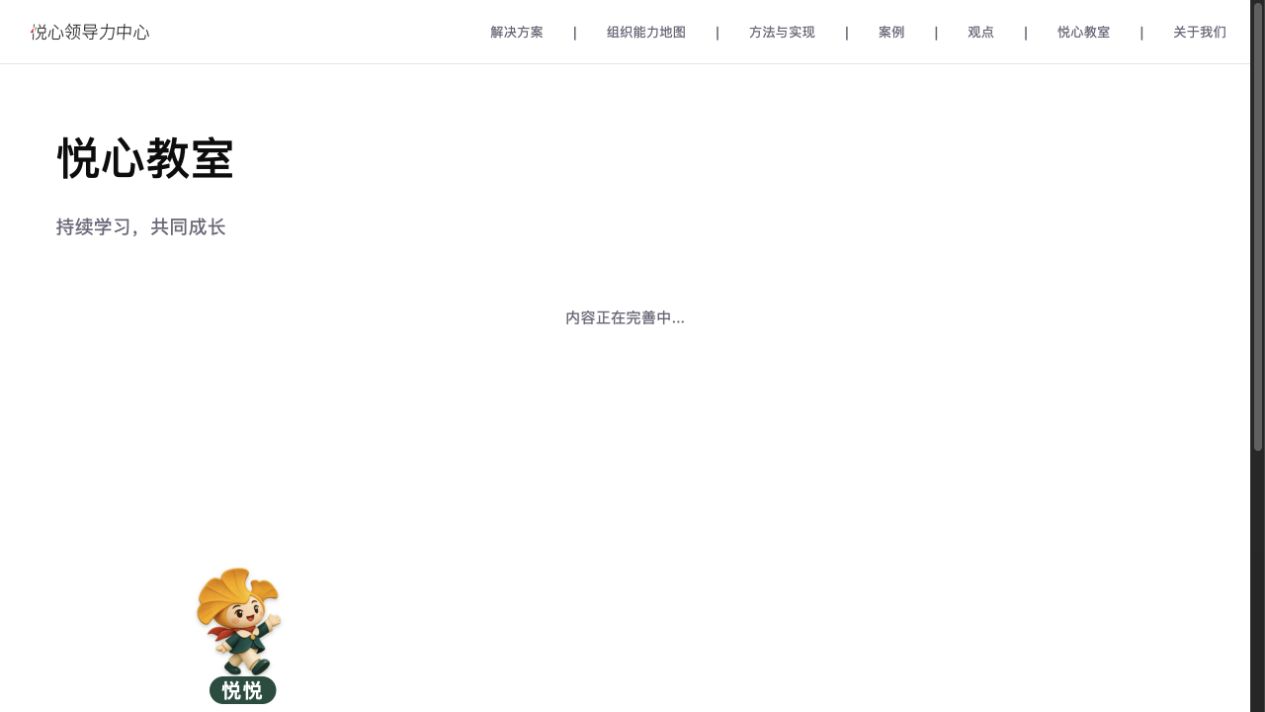 悦心领导力中心
解决方案 | 组织能力地图 | 方法与实现 | 案例 | 观点 | 悦心教室 | 关于我们
悦心教室
持续学习，共同成长
内容正在完善中...
悦悦